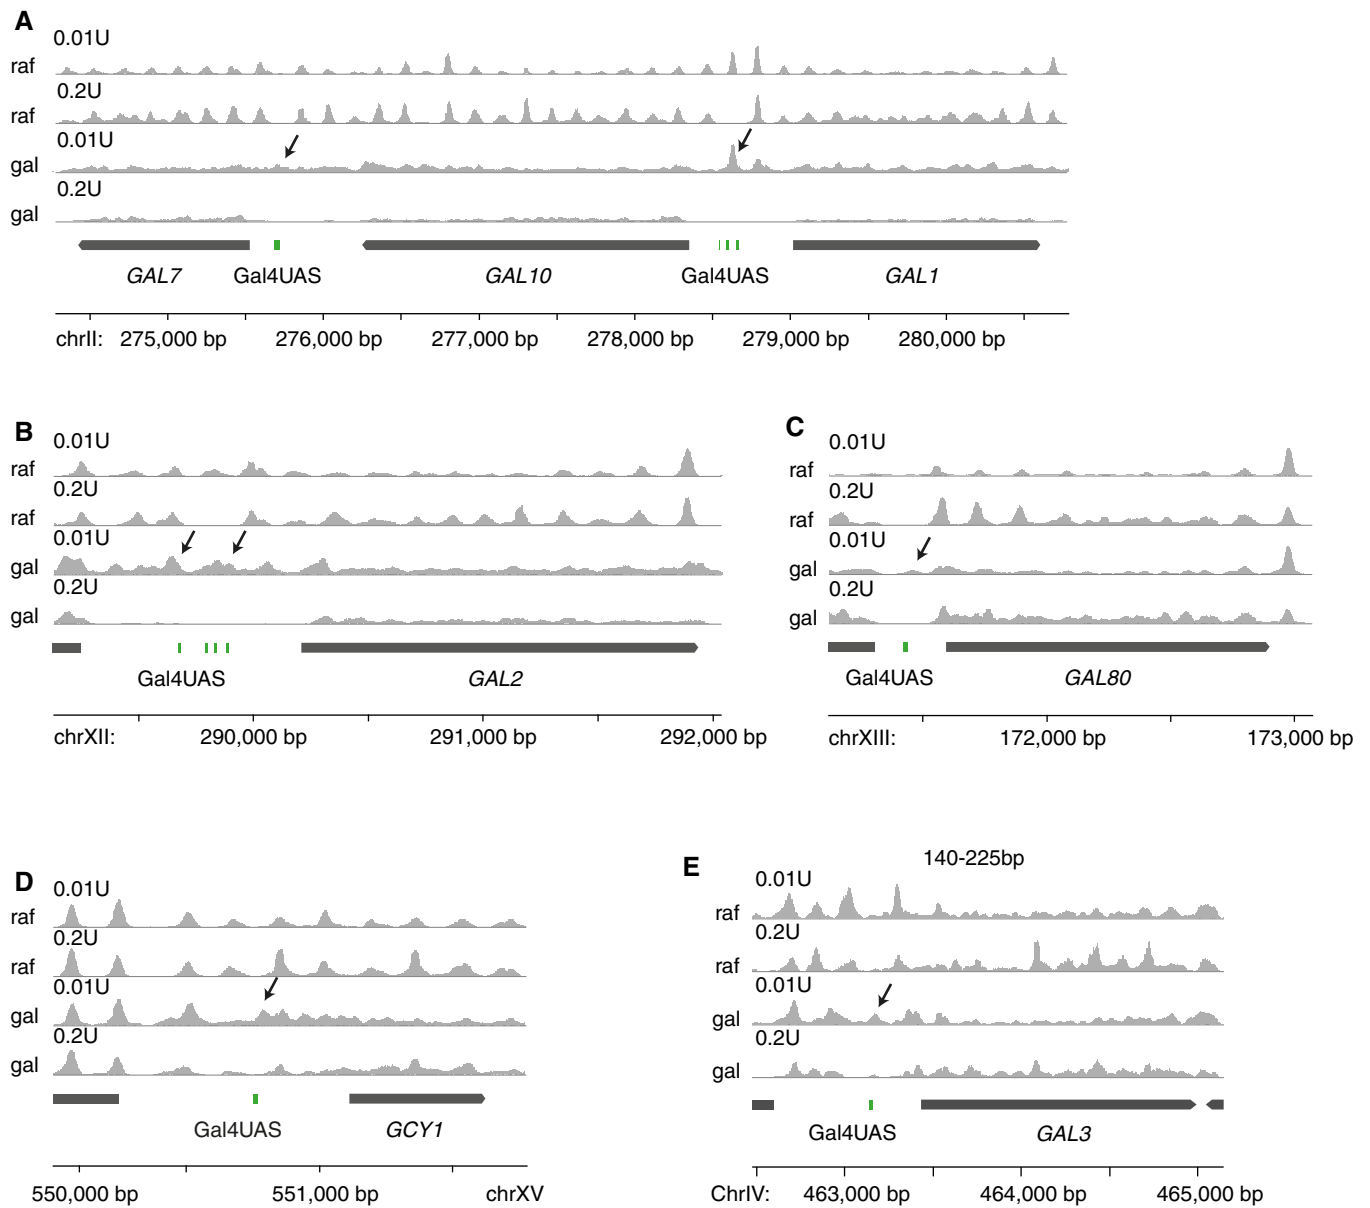 A
0.01U
raf
0.2U
raf
0.01U
gal
0.2U
gal
GAL7 Gal4UAS GAL10 Gal4UAS GAL1
chrII: 275,000 bp 276,000 bp 277,000 bp 278,000 bp 279,000 bp 280,000 bp
B
0.01U
raf
0.2U
raf
0.01U
gal
0.2U
gal
Gal4UAS GAL2
chrXII: 290,000 bp 291,000 bp 292,000 bp
C
0.01U
raf
0.2U
raf
0.01U
gal
0.2U
gal
Gal4UAS GAL80
chrXIII: 172,000 bp 173,000 bp
D
0.01U
raf
0.2U
raf
0.01U
gal
0.2U
gal
Gal4UAS GCY1
550,000 bp 551,000 bp chrXV
E
140-225bp
0.01U
raf
0.2U
raf
0.01U
gal
0.2U
gal
Gal4UAS GAL3
ChrIV: 463,000 bp 464,000 bp 465,000 bp